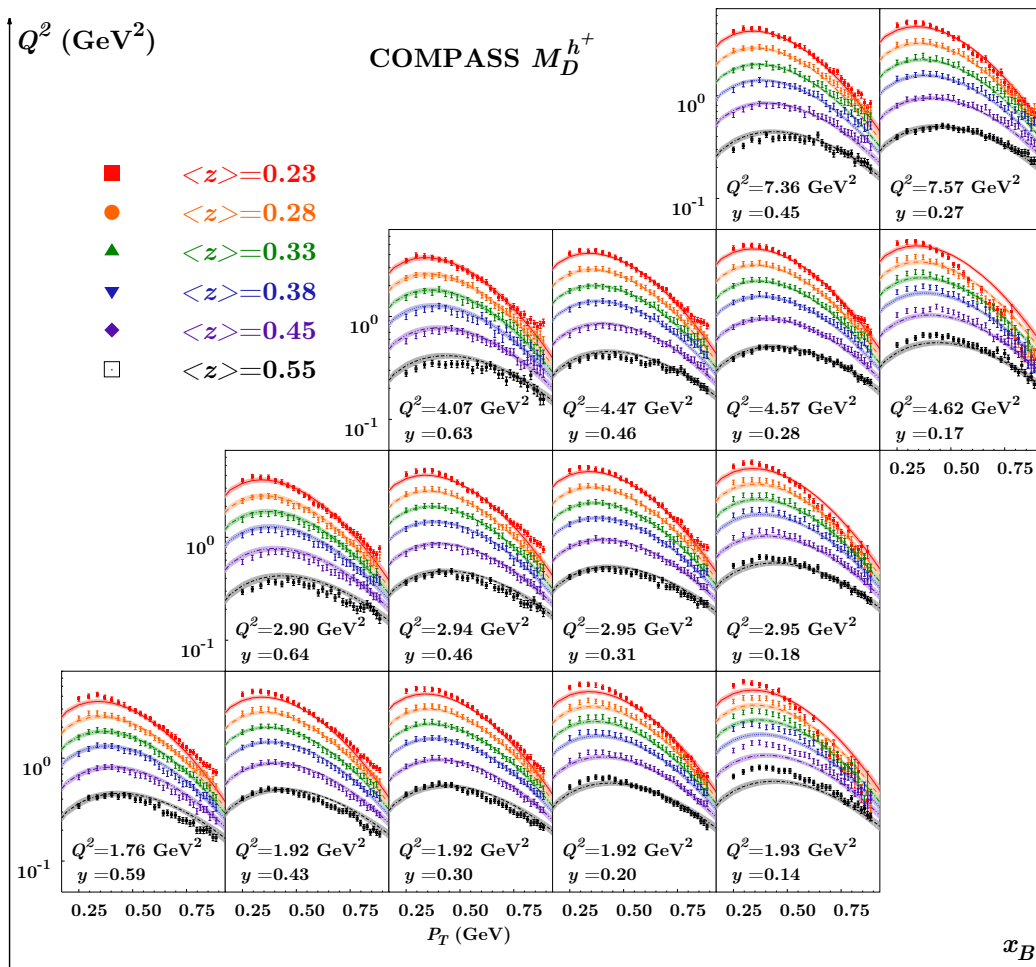 Q² (GeV²)
COMPASS M_D^{h^+}
<z>=0.23
<z>=0.28
<z>=0.33
<z>=0.38
<z>=0.45
<z>=0.55
10⁰
10⁻¹
Q²=7.36 GeV²
y=0.45
Q²=7.57 GeV²
y=0.27
10⁰
10⁻¹
Q²=4.07 GeV²
y=0.63
Q²=4.47 GeV²
y=0.46
Q²=4.57 GeV²
y=0.28
Q²=4.62 GeV²
y=0.17
0.25 0.50 0.75
10⁰
10⁻¹
Q²=2.90 GeV²
y=0.64
Q²=2.94 GeV²
y=0.46
Q²=2.95 GeV²
y=0.31
Q²=2.95 GeV²
y=0.18
10⁰
10⁻¹
Q²=1.76 GeV²
y=0.59
Q²=1.92 GeV²
y=0.43
Q²=1.92 GeV²
y=0.30
Q²=1.92 GeV²
y=0.20
Q²=1.93 GeV²
y=0.14
0.25 0.50 0.75 0.25 0.50 0.75 0.25 0.50 0.75 0.25 0.50 0.75 0.25 0.50 0.75
P_T (GeV)
x_B